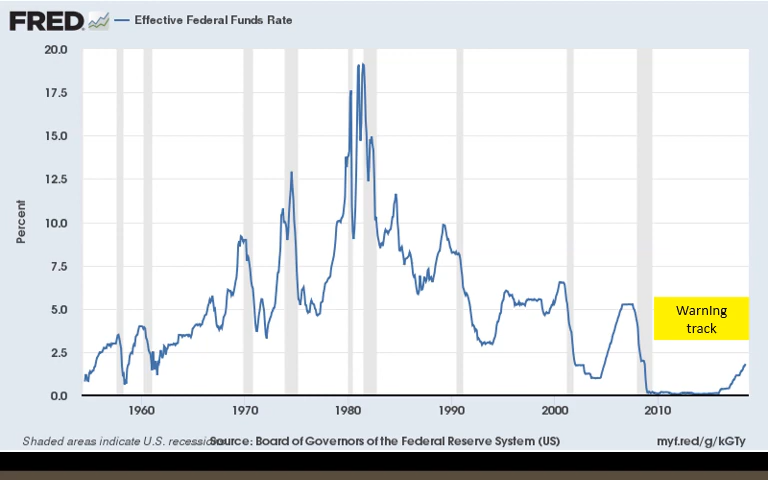 FRED
Effective Federal Funds Rate
20.0
17.5
15.0
12.5
10.0
7.5
5.0
2.5
0.0
Percent
Warning
track
1960 1970 1980 1990 2000 2010
Shaded areas indicate U.S. Source: Board of Governors of the Federal Reserve System (US) myf.red/g/kGTy